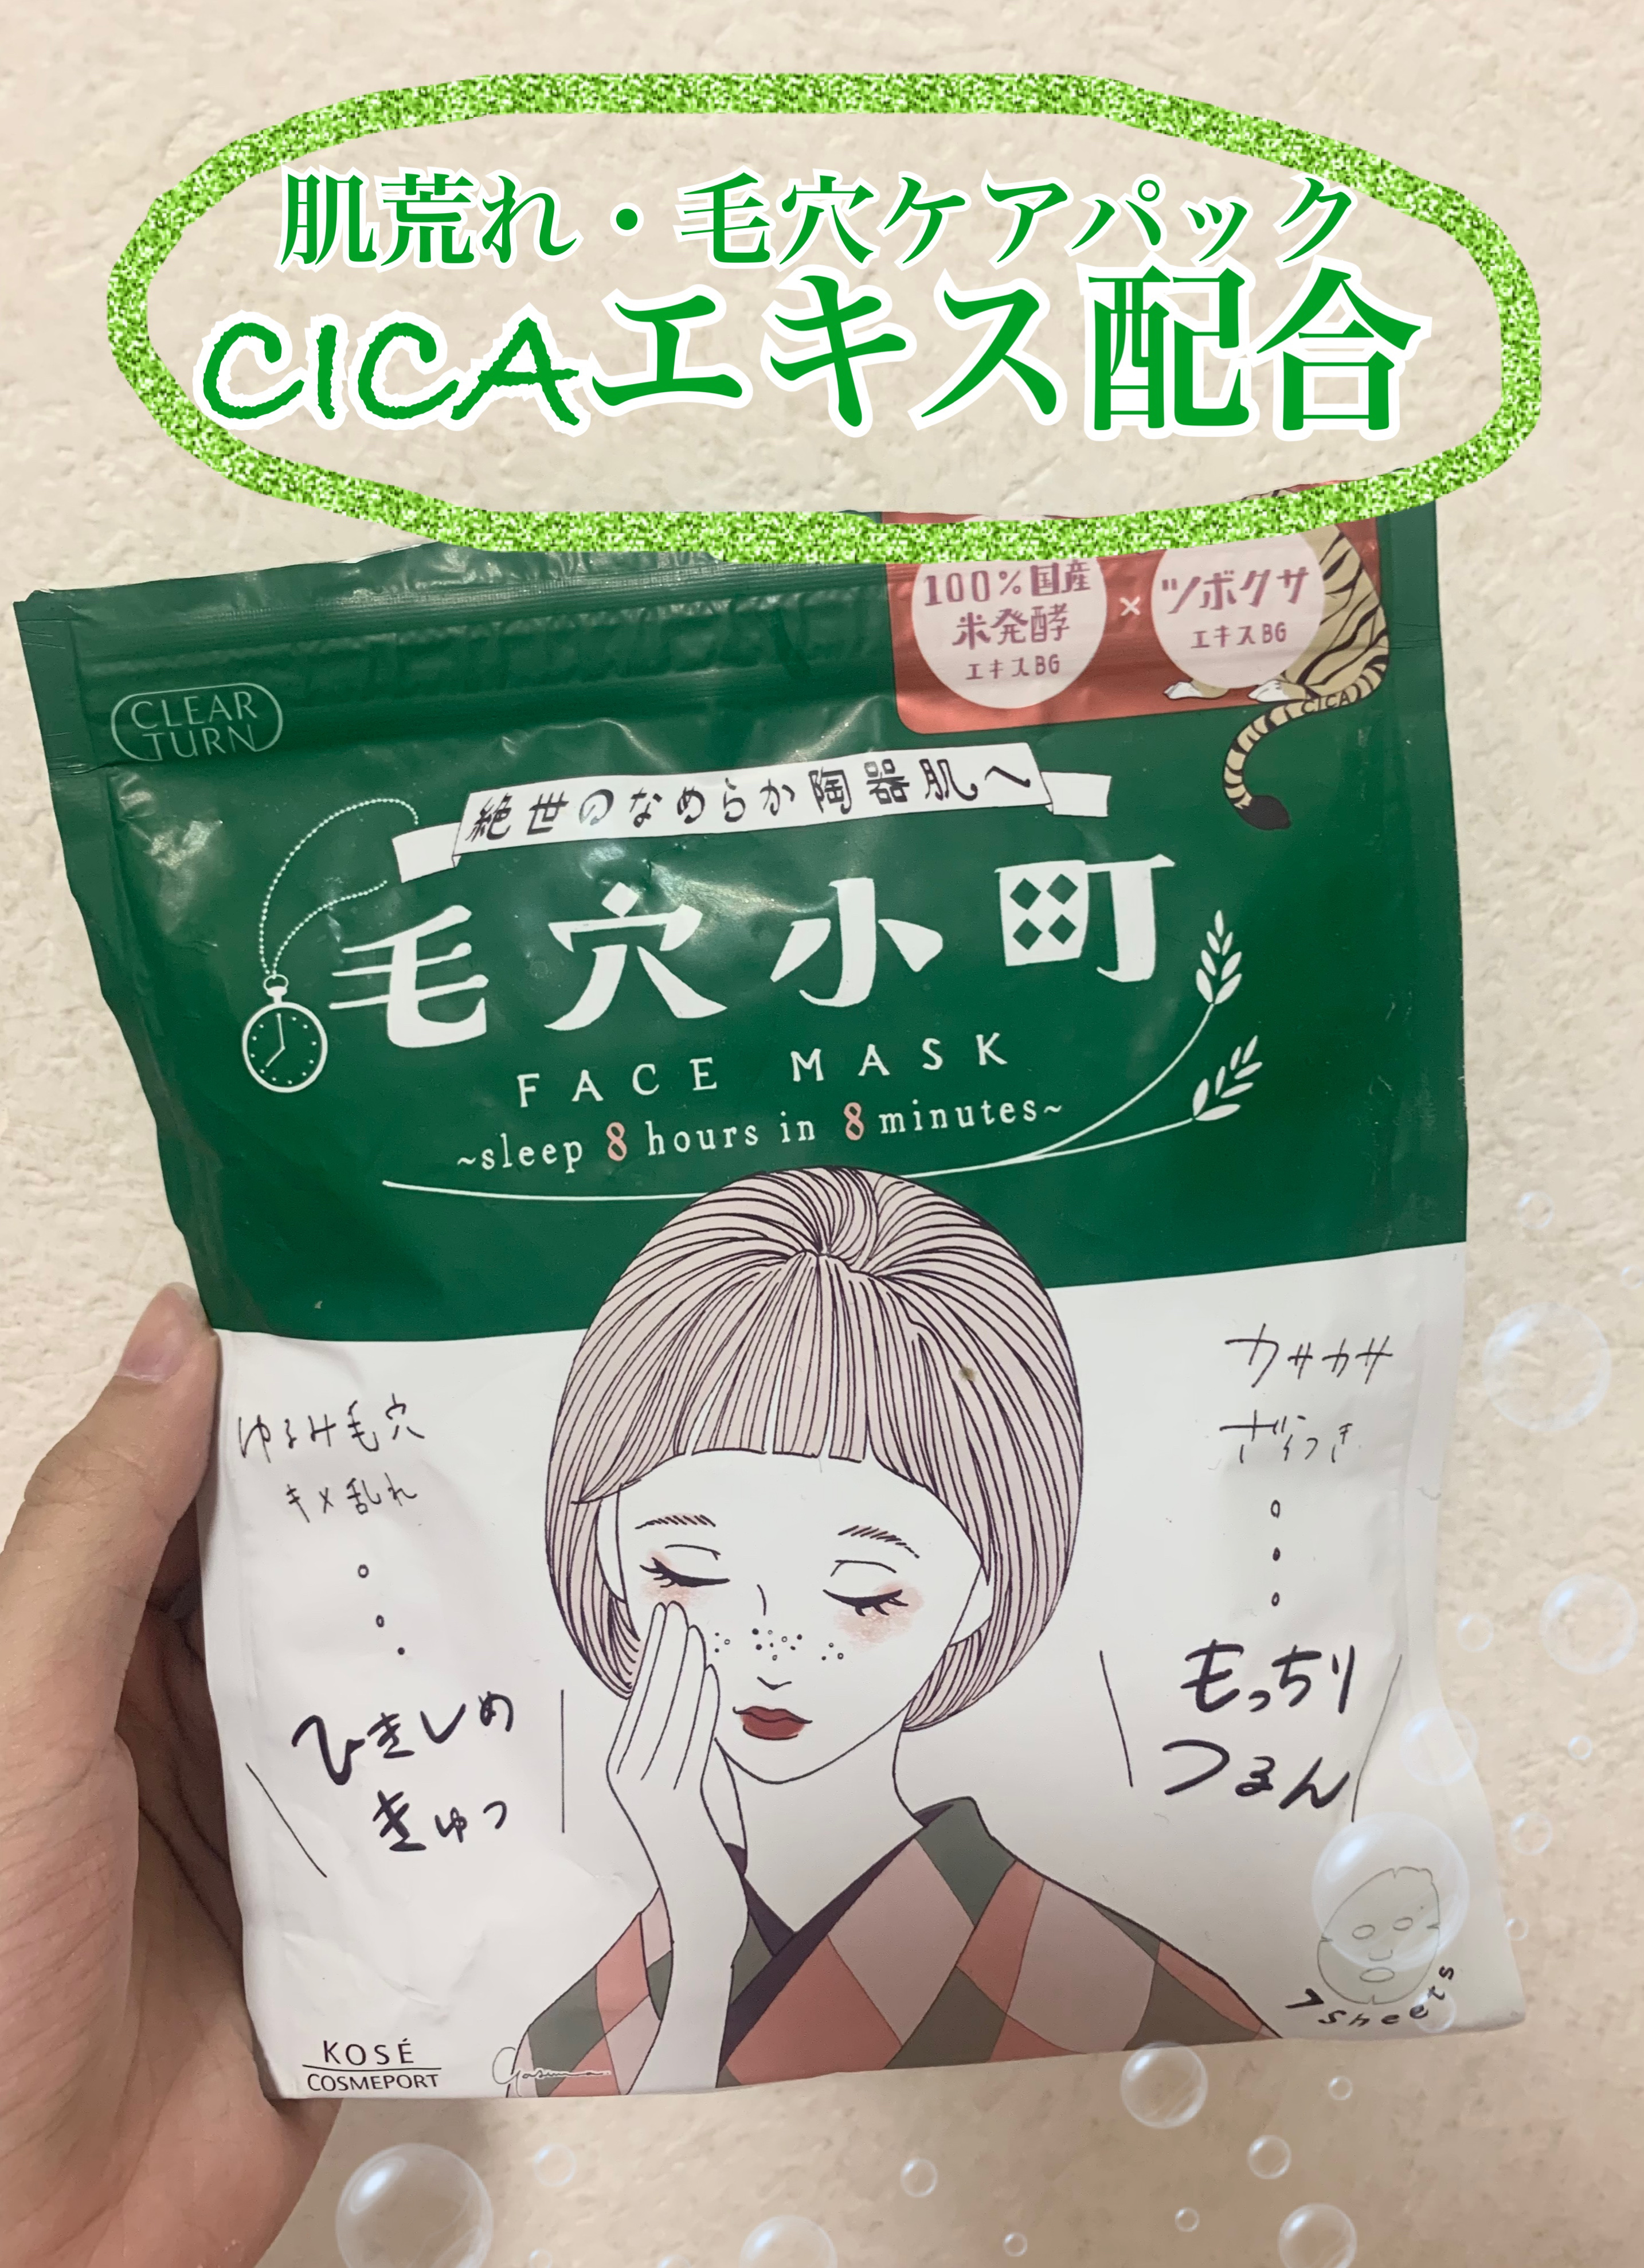 肌荒れ・毛穴ケアパック
CICAエキス配合
100%国産
米発酵
エキスBG
×
ツボクサ
エキスBG
CICA
CLEAR
TURN
絶世のなめらか陶器肌へ
毛穴小町
FACE MASK
~sleep 8 hours in 8 minutes~
ゆるみ毛穴
キメ乱れ
ひきしめ
きゅっ
カサカサ
ざらつき
もっちり
つるん
7 sheets
KOSÉ
COSMEPORT